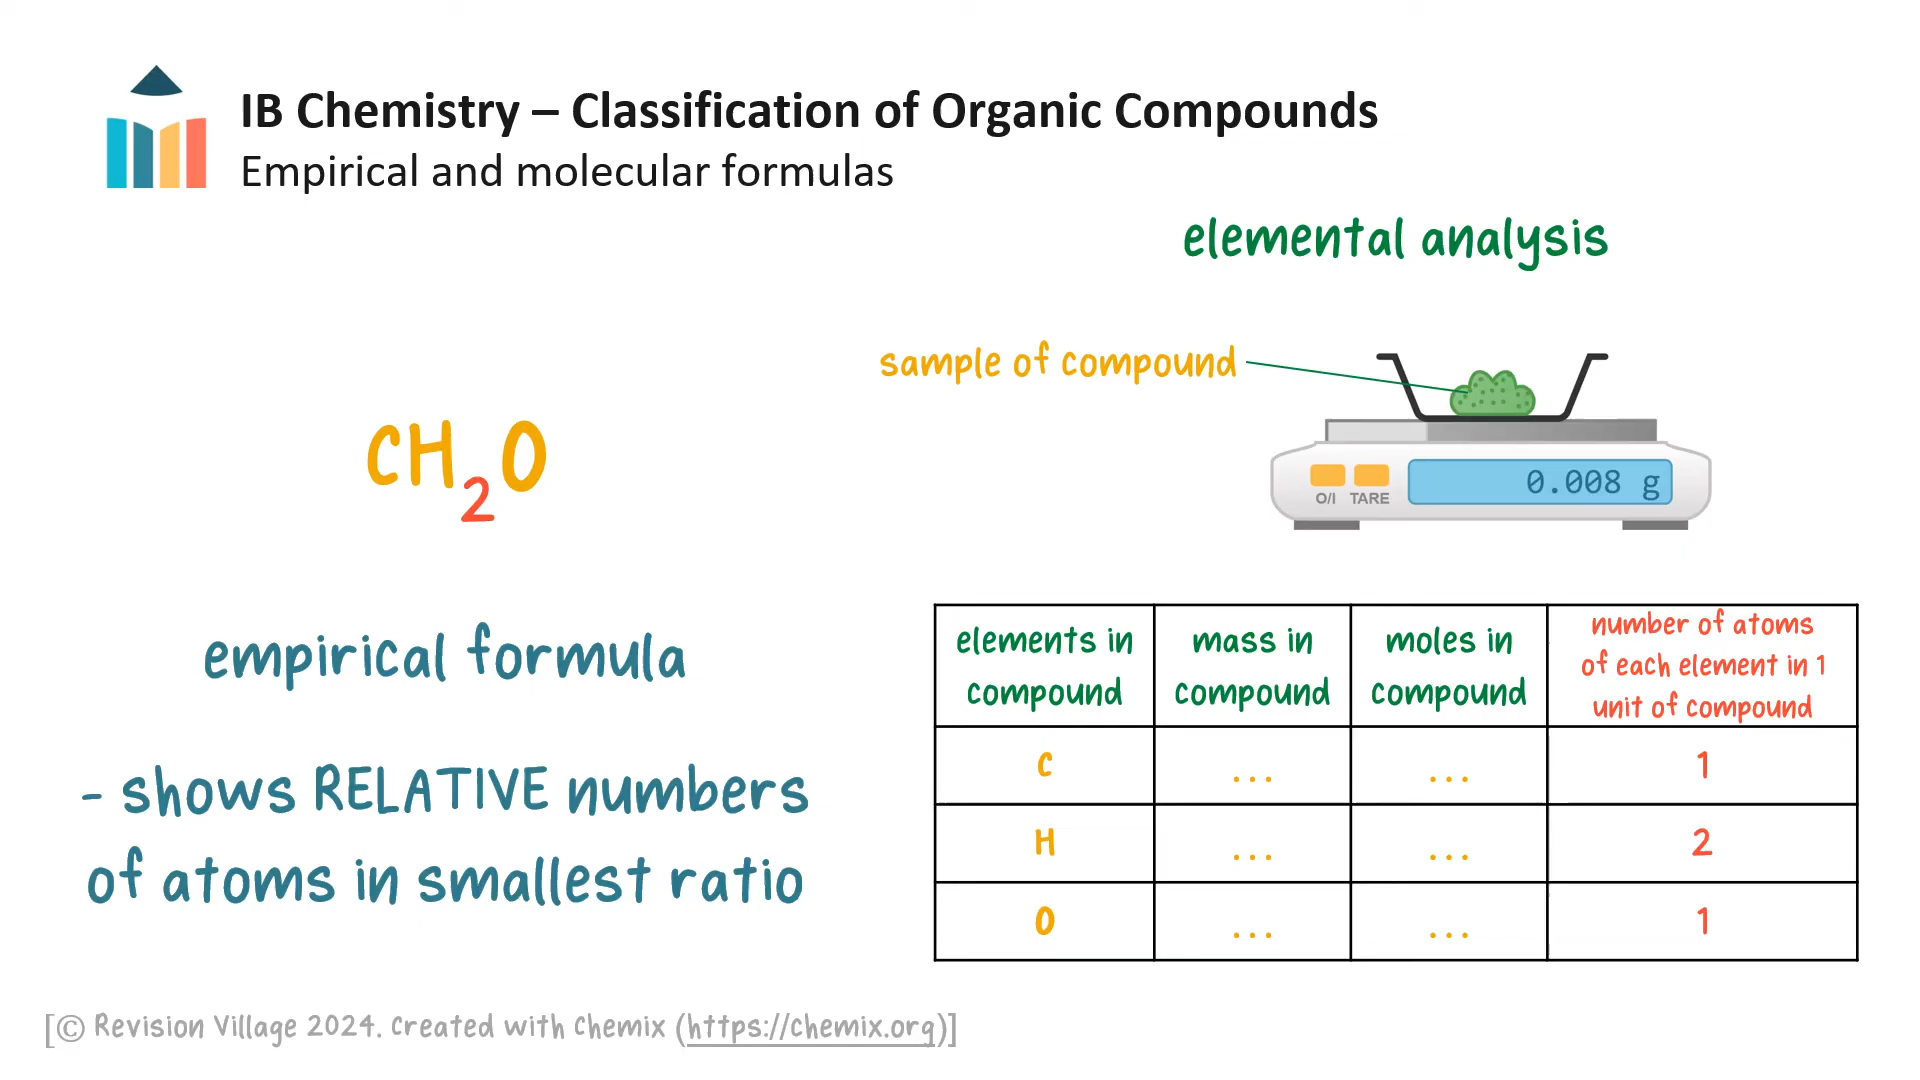 IB Chemistry – Classification of Organic Compounds
Empirical and molecular formulas
elemental analysis
sample of compound
CH₂O
0.008 g
O/I TARE
empirical formula
- shows RELATIVE numbers
of atoms in smallest ratio
elements in compound | mass in compound | moles in compound | number of atoms of each element in 1 unit of compound
C | ... | ... | 1
H | ... | ... | 2
O | ... | ... | 1
[© Revision Village 2024. Created with Chemix (https://chemix.org)]